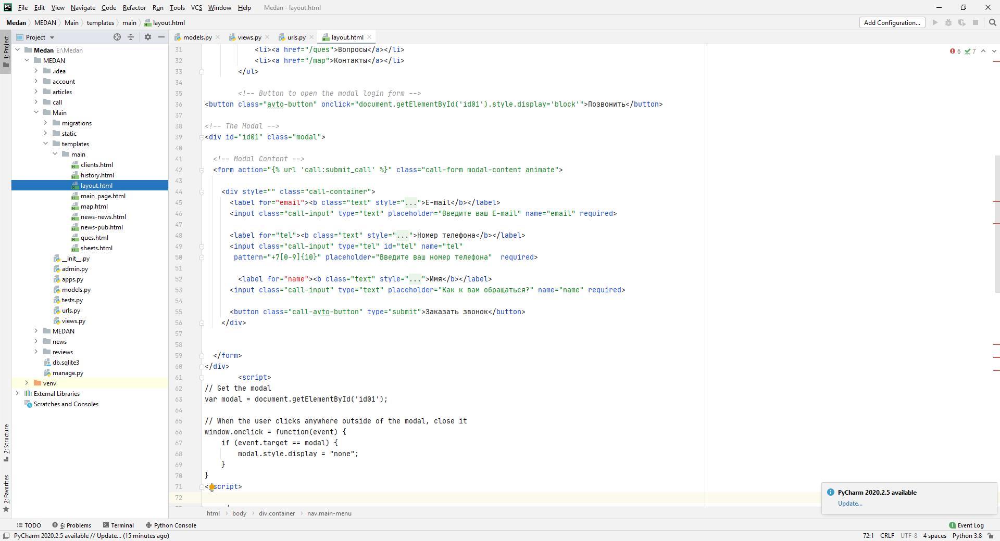 File Edit View Navigate Code Refactor Run Tools VCS Window Help Medan - layout.html
Medan MEDAN Main templates main layout.html
Add Configuration...
Project
models.py views.py urls.py layout.html
1: Project
7: Structure
2: Favorites
Medan E:\Medan
MEDAN
.idea
account
articles
call
Main
migrations
static
templates
main
clients.html
history.html
layout.html
main_page.html
map.html
news-news.html
news-pub.html
ques.html
sheets.html
__init__.py
admin.py
apps.py
models.py
tests.py
urls.py
views.py
MEDAN
news
reviews
db.sqlite3
manage.py
venv
External Libraries
Scratches and Consoles
6 7
31 <li><a href="/ques">Вопросы</a></li>
32 <li><a href="/map">Контакты</a></li>
33 </ul>
34
35 <!-- Button to open the modal login form -->
36 <button class="avto-button" onclick="document.getElementById('id01').style.display='block'">Позвонить</button>
37
38 <!-- The Modal -->
39 <div id="id01" class="modal">
40
41 <!-- Modal Content -->
42 <form action="{% url 'call:submit_call' %}" class="call-form modal-content animate">
43
44 <div style="" class="call-container">
45 <label for="email"><b class="text" style="...">E-mail</b></label>
46 <input class="call-input" type="text" placeholder="Введите ваш E-mail" name="email" required>
47
48 <label for="tel"><b class="text" style="...">Номер телефона</b></label>
49 <input class="call-input" type="tel" id="tel" name="tel"
50 pattern="+7[0-9]{10}" placeholder="Введите ваш номер телефона"  required>
51
52 <label for="name"><b class="text" style="...">Имя</b></label>
53 <input class="call-input" type="text" placeholder="Как к вам обращаться?" name="name" required>
54
55 <button class="call-avto-button" type="submit">Заказать звонок</button>
56 </div>
57
58
59 </form>
60 </div>
61 <script>
62 // Get the modal
63 var modal = document.getElementById('id01');
64
65 // When the user clicks anywhere outside of the modal, close it
66 window.onclick = function(event) {
67 if (event.target == modal) {
68 modal.style.display = "none";
69 }
70 }
71 </script>
72
html body div.container nav.main-menu
PyCharm 2020.2.5 available
Update...
TODO 6: Problems Terminal Python Console
1 Event Log
PyCharm 2020.2.5 available // Update... (15 minutes ago)
72:1 CRLF UTF-8 4 spaces Python 3.8